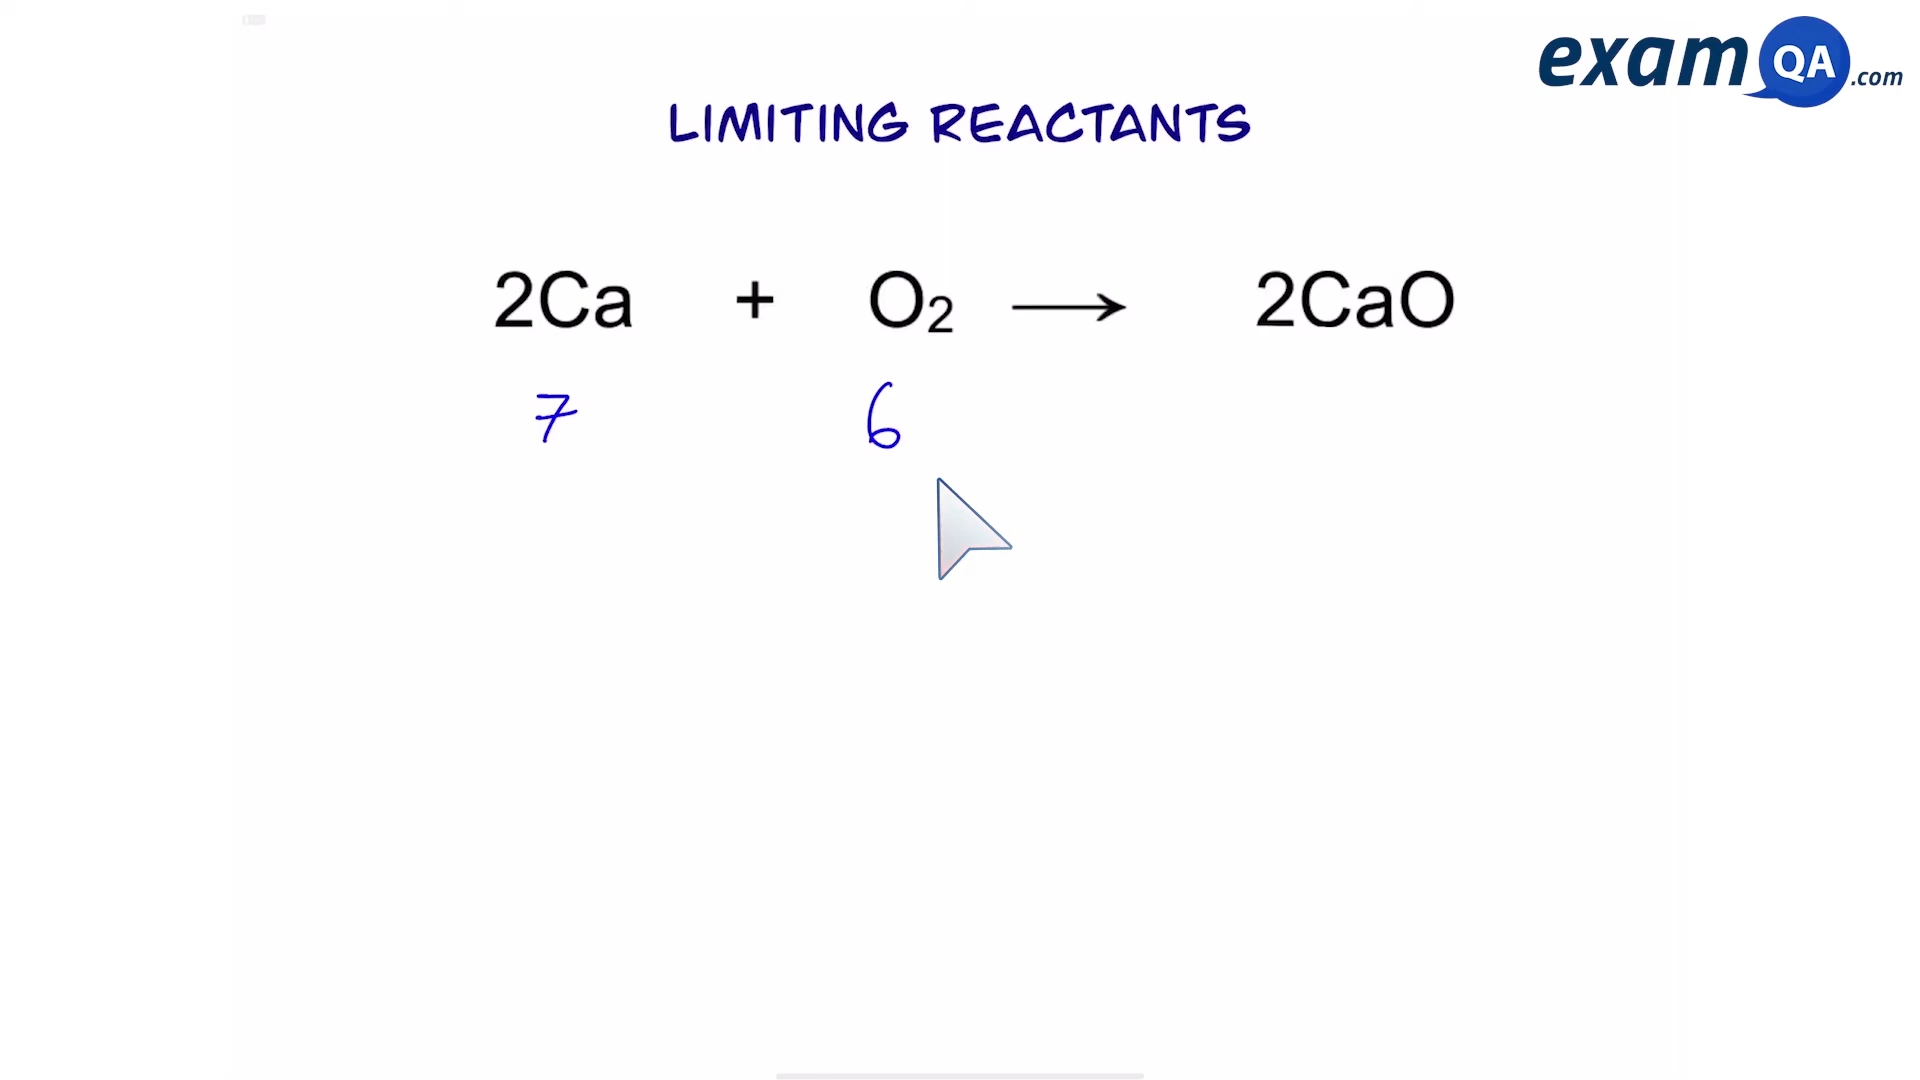 exam QA .com
LIMITING REACTANTS
2Ca + O₂ ⟶ 2CaO
7 6